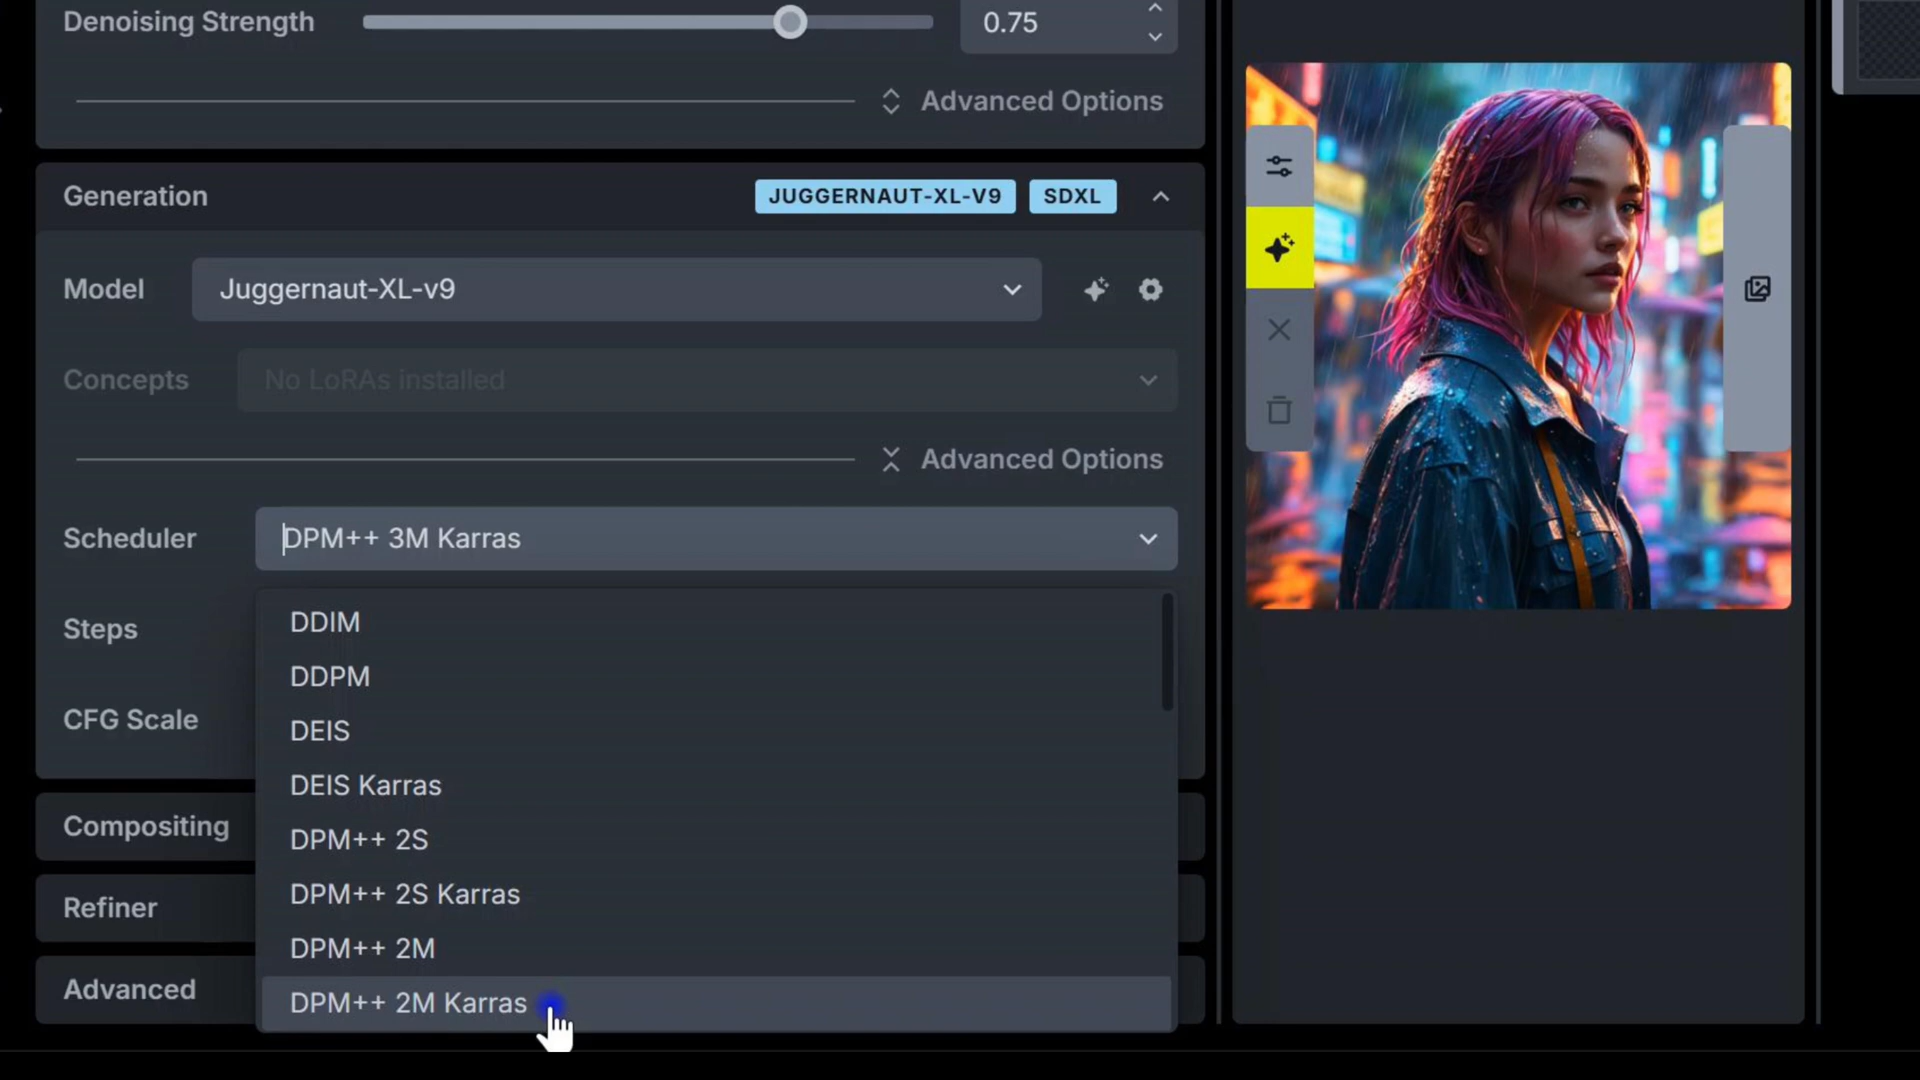 Denoising Strength 0.75
Advanced Options
Generation JUGGERNAUT-XL-V9 SDXL
Model Juggernaut-XL-v9
Concepts No LoRAs installed
Advanced Options
Scheduler DPM++ 3M Karras
DDIM
Steps
DDPM
CFG Scale
DEIS
DEIS Karras
Compositing
DPM++ 2S
DPM++ 2S Karras
Refiner
DPM++ 2M
Advanced
DPM++ 2M Karras